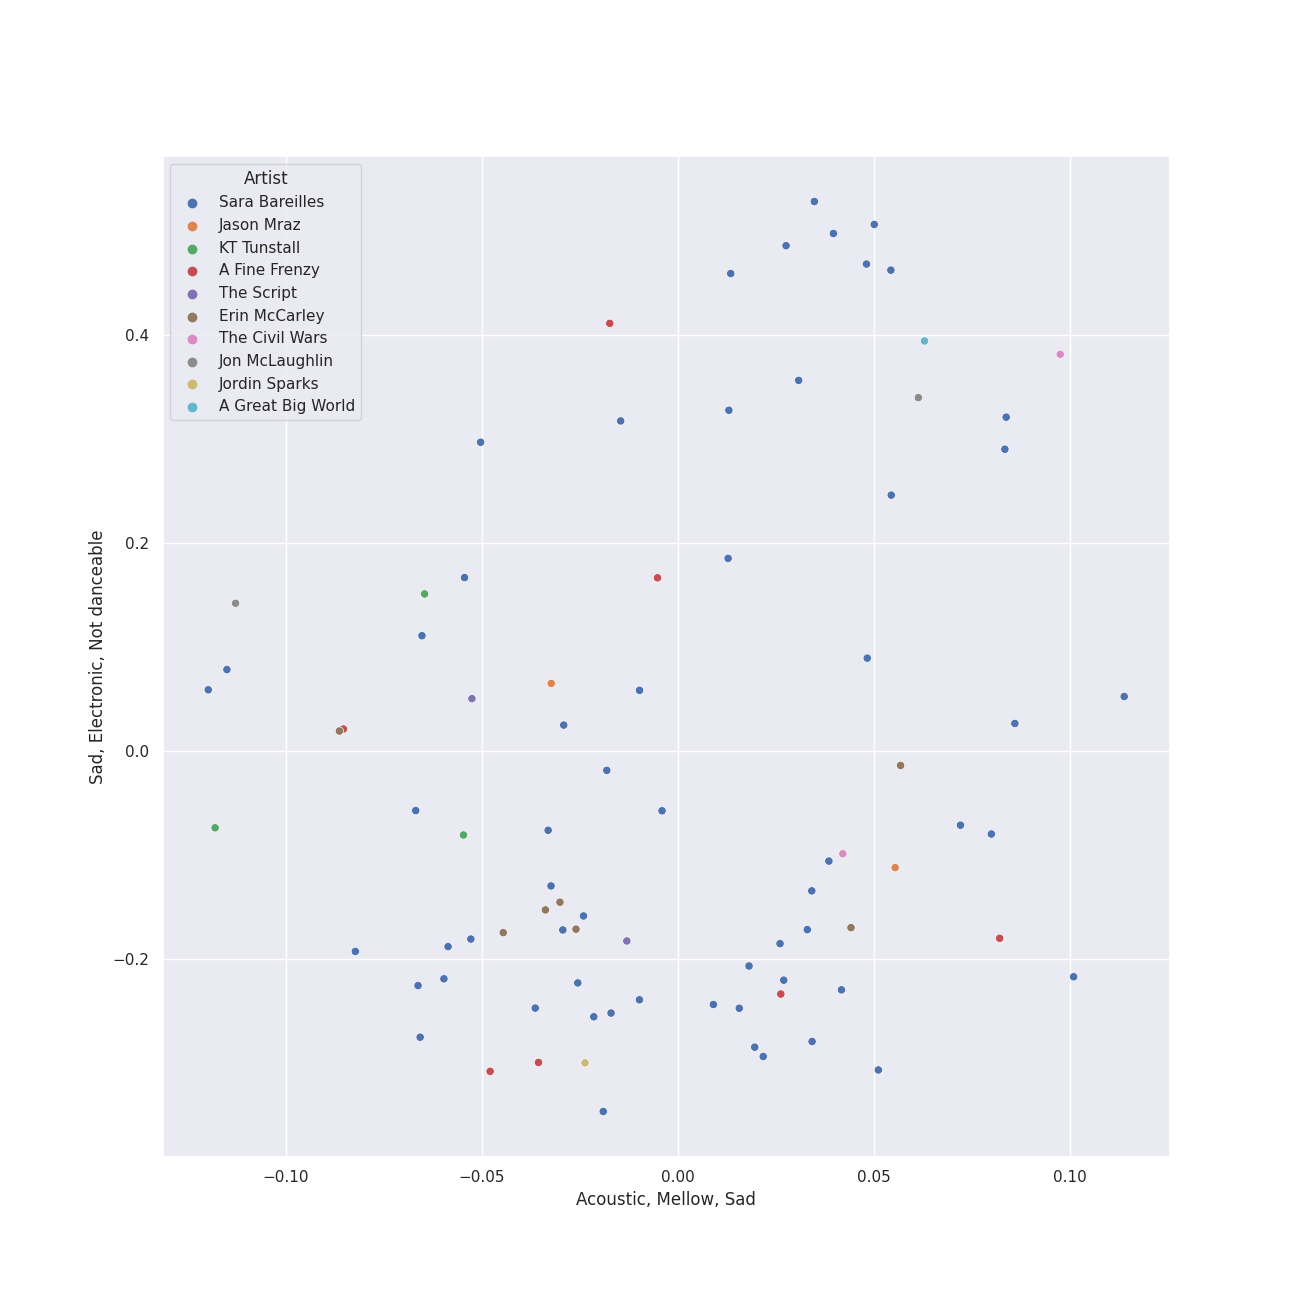 Artist
Sara Bareilles
Jason Mraz
KT Tunstall
A Fine Frenzy
The Script
Erin McCarley
The Civil Wars
Jon McLaughlin
Jordin Sparks
A Great Big World
0.4
0.2
0.0
−0.2
Sad, Electronic, Not danceable
−0.10 −0.05 0.00 0.05 0.10
Acoustic, Mellow, Sad